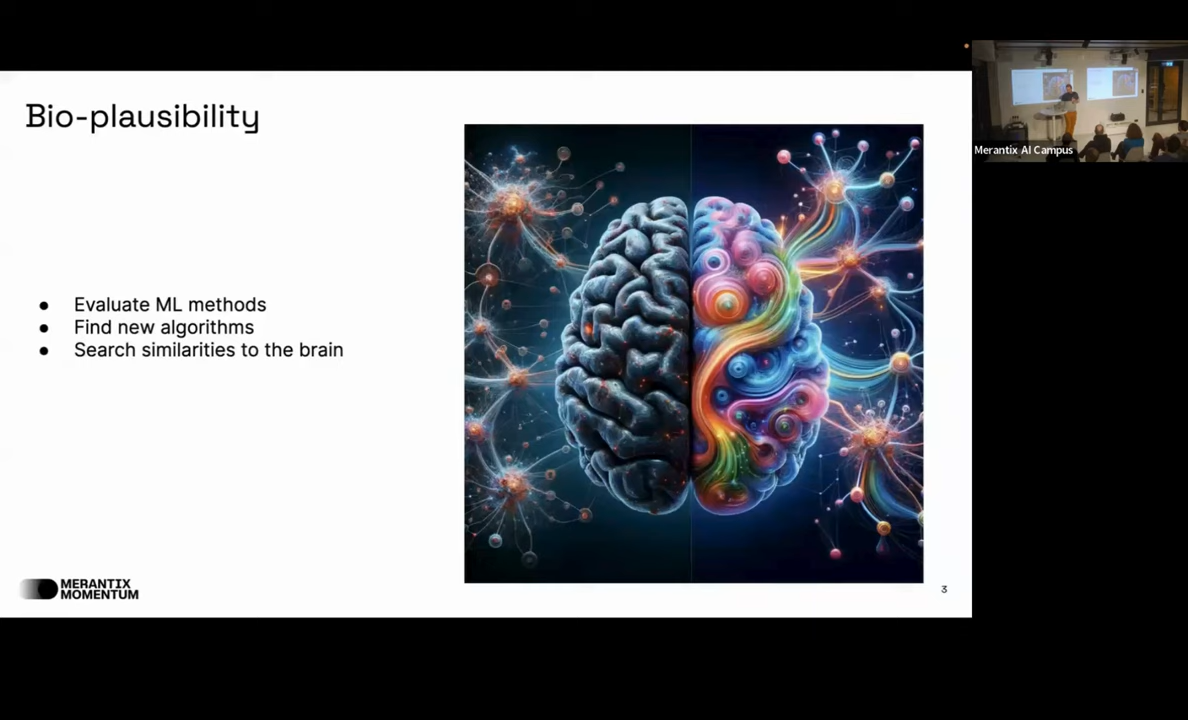 Bio-plausibility
● Evaluate ML methods
● Find new algorithms
● Search similarities to the brain
MERANTIX
MOMENTUM
3
Merantix AI Campus